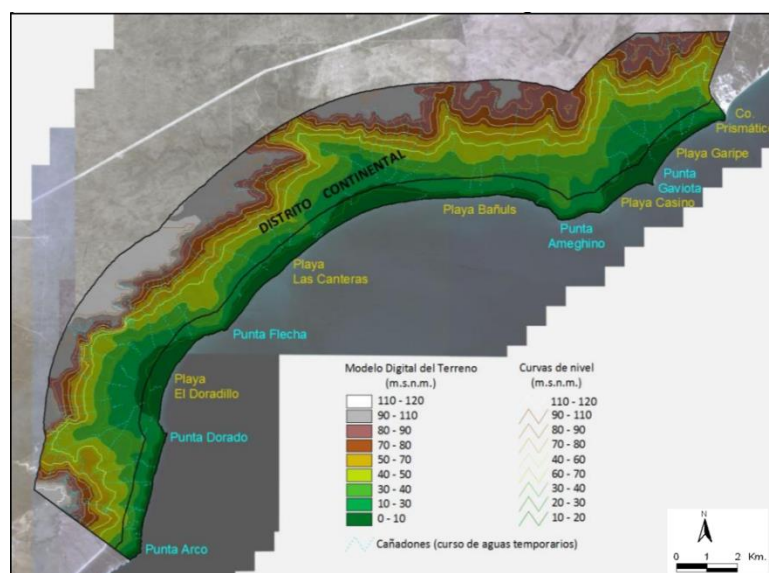 Co.
Prismático
Playa Garipe
Punta
Gaviota
Playa Casino
DISTRITO CONTINENTAL
Playa Bañuls
Punta
Ameghino
Playa
Las Canteras
Punta Flecha
Playa
El Doradillo
Punta Dorado
Punta Arco
Modelo Digital del Terreno
(m.s.n.m.)
110 - 120
90 - 110
80 - 90
70 - 80
50 - 70
40 - 50
30 - 40
10 - 30
0 - 10
Curvas de nivel
(m.s.n.m.)
110 - 120
90 - 110
80 - 90
70 - 80
40 - 60
60 - 70
30 - 40
20 - 30
10 - 20
Cañadones (curso de aguas temporarios)
N
0 1 2 Km.